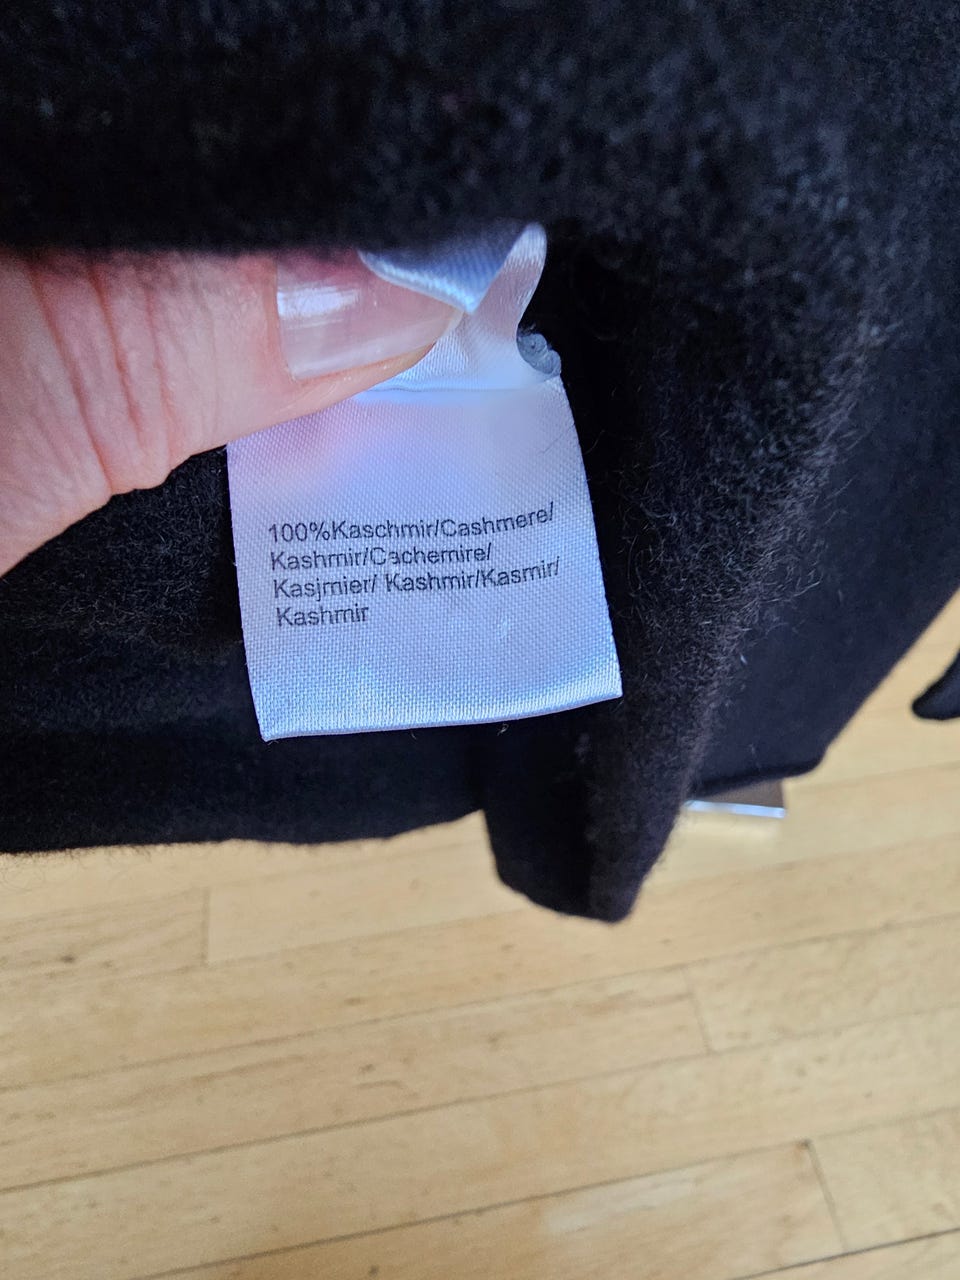 100%Kaschmir/Cashmere/
Kashmir/Cachemire/
Kasjmier/ Kashmir/Kasmir/
Kashmir